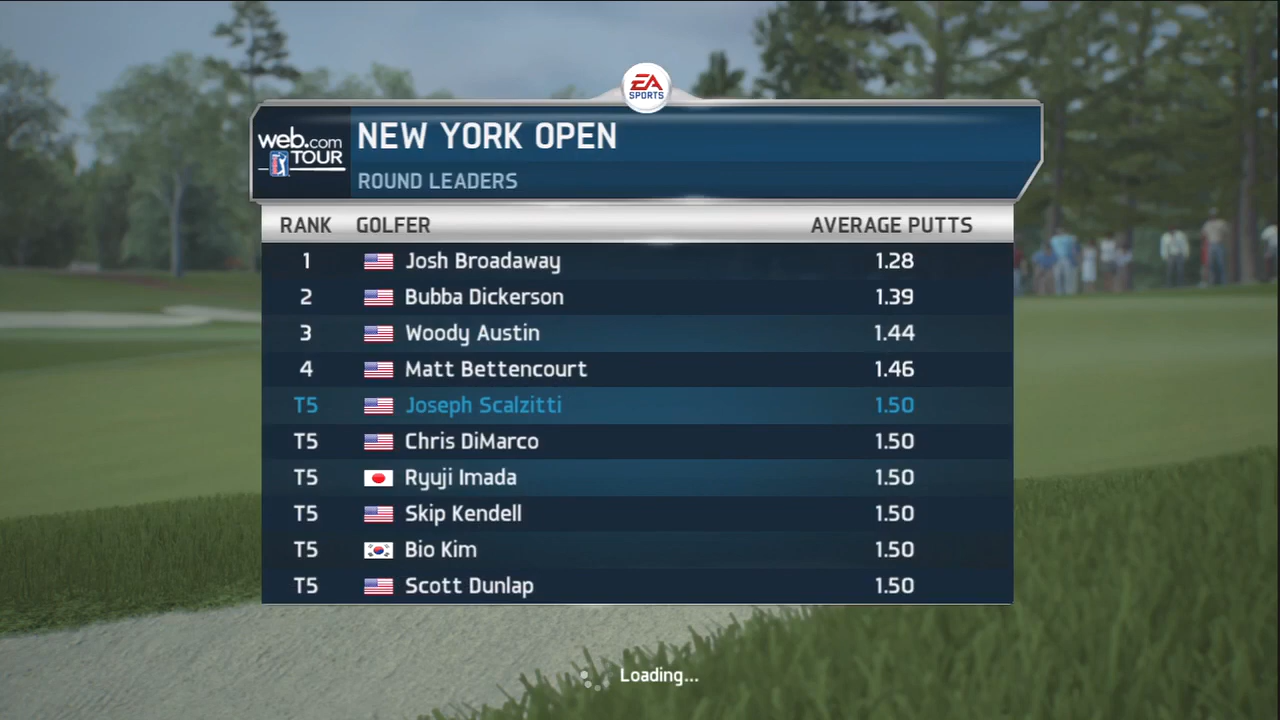 EA
SPORTS
web.com
TOUR
NEW YORK OPEN
ROUND LEADERS
RANK GOLFER AVERAGE PUTTS
1 Josh Broadaway 1.28
2 Bubba Dickerson 1.39
3 Woody Austin 1.44
4 Matt Bettencourt 1.46
T5 Joseph Scalzitti 1.50
T5 Chris DiMarco 1.50
T5 Ryuji Imada 1.50
T5 Skip Kendell 1.50
T5 Bio Kim 1.50
T5 Scott Dunlap 1.50
Loading...